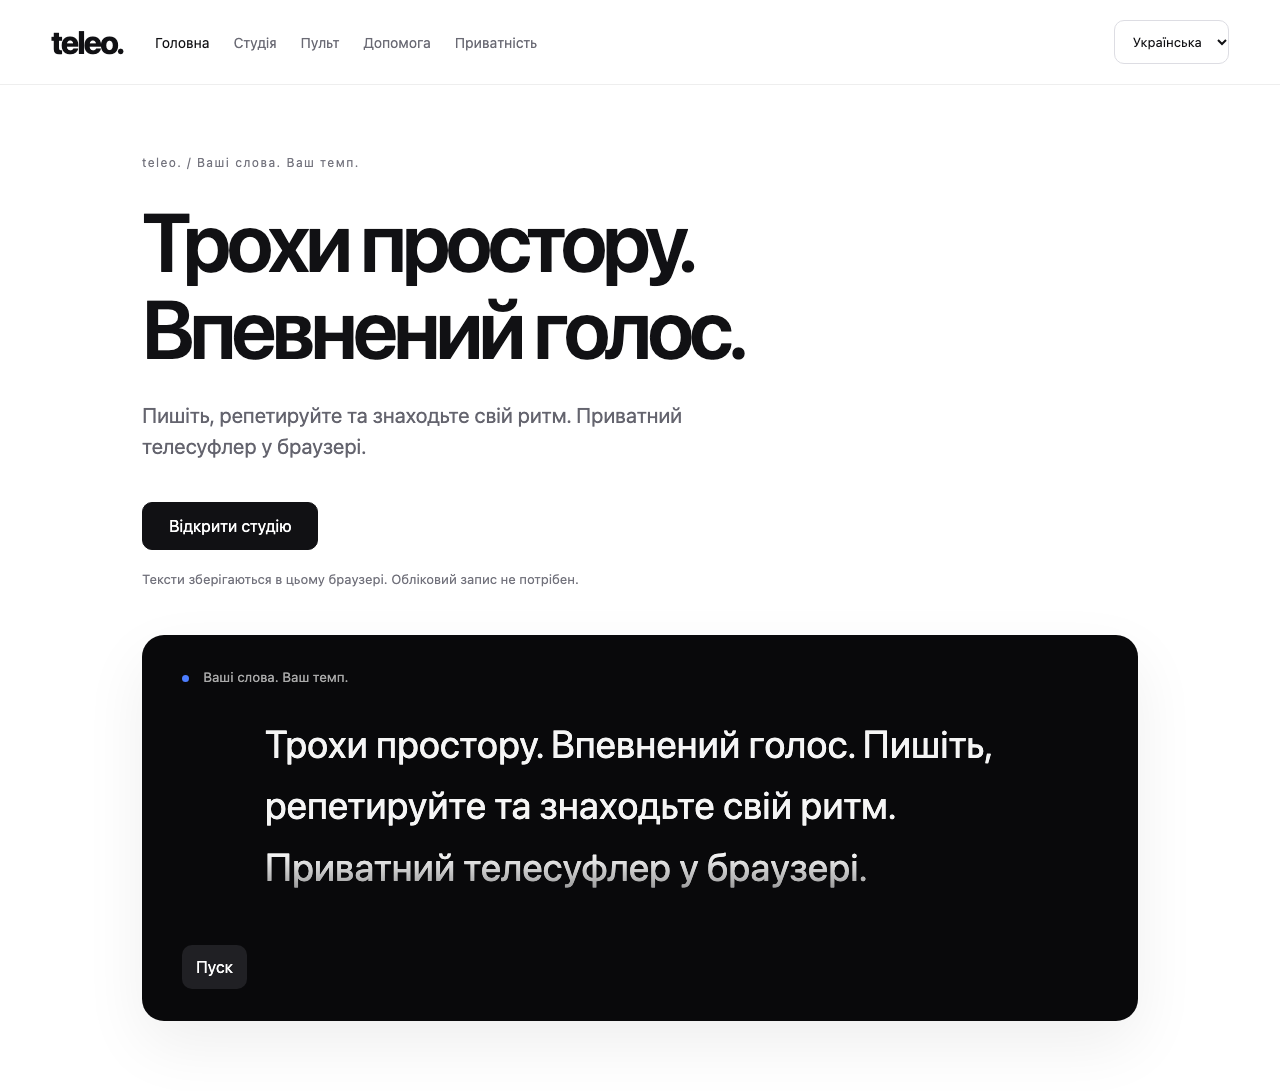 teleo.
Головна
Студія
Пульт
Допомога
Приватність
Українська
teleo. / Ваші слова. Ваш темп.
Трохи простору.
Впевнений голос.
Пишіть, репетируйте та знаходьте свій ритм. Приватний
телесуфлер у браузері.
Відкрити студію
Тексти зберігаються в цьому браузері. Обліковий запис не потрібен.
Ваші слова. Ваш темп.
Трохи простору. Впевнений голос. Пишіть,
репетируйте та знаходьте свій ритм.
Приватний телесуфлер у браузері.
Пуск